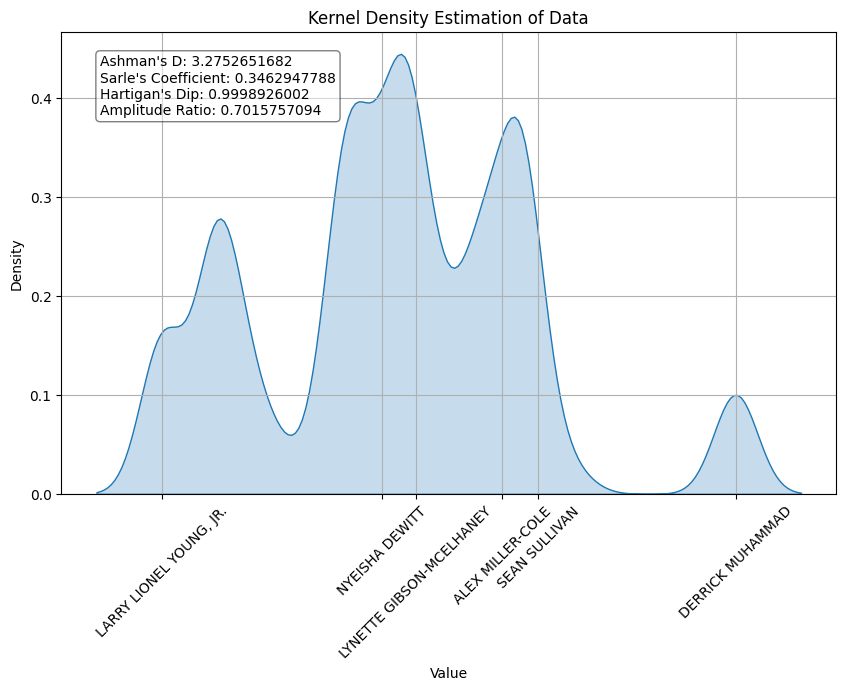 Kernel Density Estimation of Data
Ashman's D: 3.2752651682
Sarle's Coefficient: 0.3462947788
Hartigan's Dip: 0.9998926002
Amplitude Ratio: 0.7015757094
Density
0.4
0.3
0.2
0.1
0.0
LARRY LIONEL YOUNG, JR.
NYEISHA DEWITT
LYNETTE GIBSON-MCELHANEY
ALEX MILLER-COLE
SEAN SULLIVAN
DERRICK MUHAMMAD
Value